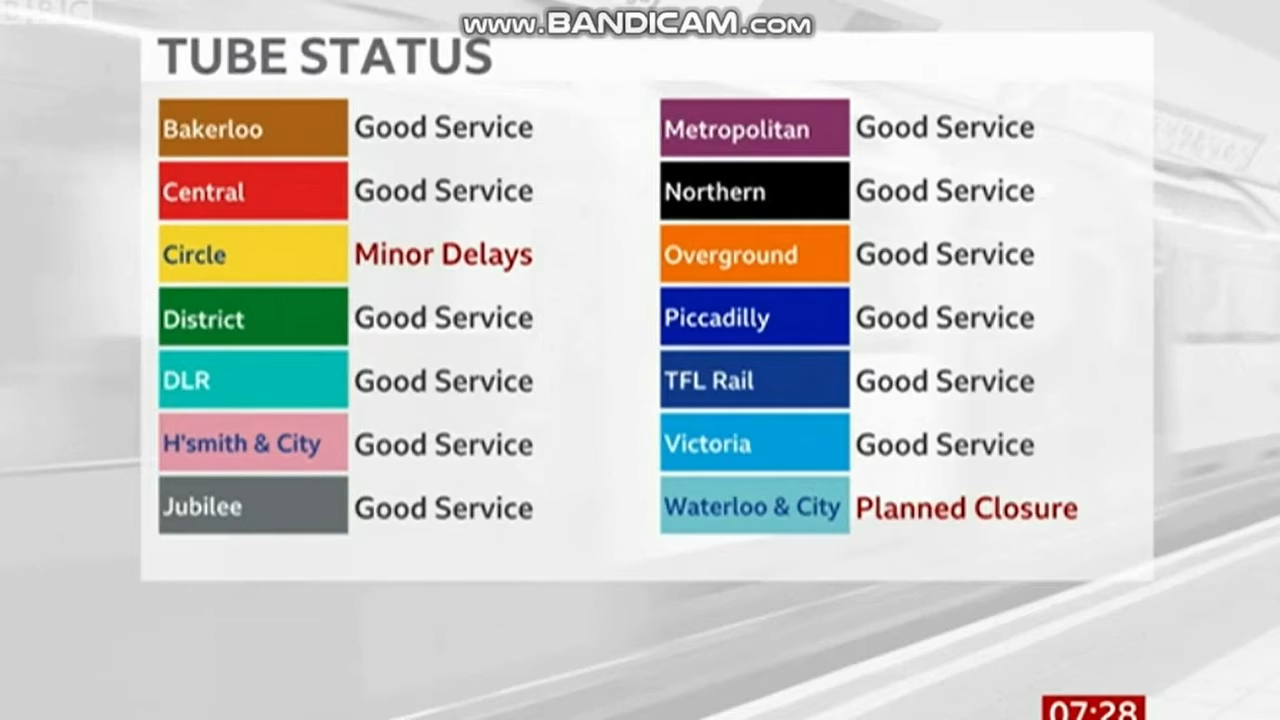 www.BANDICAM.com
TUBE STATUS
Bakerloo Good Service
Central Good Service
Circle Minor Delays
District Good Service
DLR Good Service
H'smith & City Good Service
Jubilee Good Service
Metropolitan Good Service
Northern Good Service
Overground Good Service
Piccadilly Good Service
TFL Rail Good Service
Victoria Good Service
Waterloo & City Planned Closure
07:28